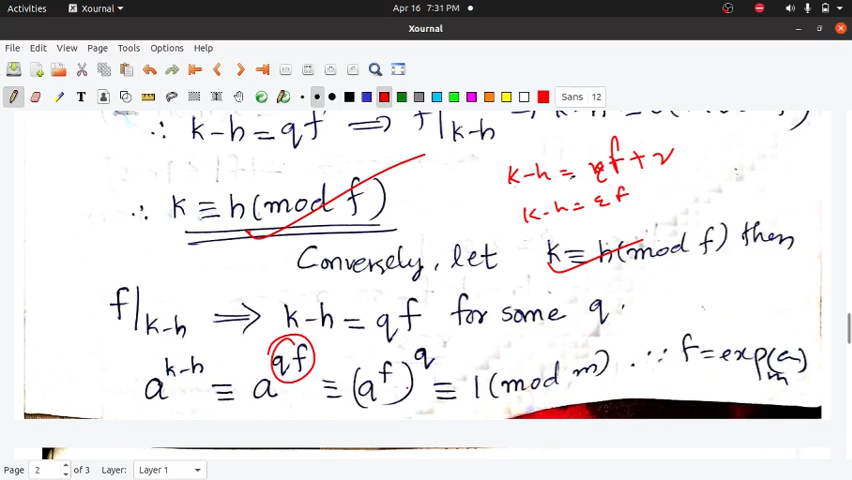 Activities Xournal Apr 16 7:31 PM
Xournal
File Edit View Page Tools Options Help
Sans 12
∴ k-h = qf ⟹ f|k-h
k-h = qf+r
k-h = qf
∴ k ≡ h (mod f)
Conversely, let k ≡ h (mod f) then
f|k-h ⟹ k-h = qf for some q.
a^{k-h} ≡ a^{qf} ≡ (a^f)^q ≡ 1 (mod m) ∵ f = exp_m(a)
Page 2 of 3 Layer: Layer 1